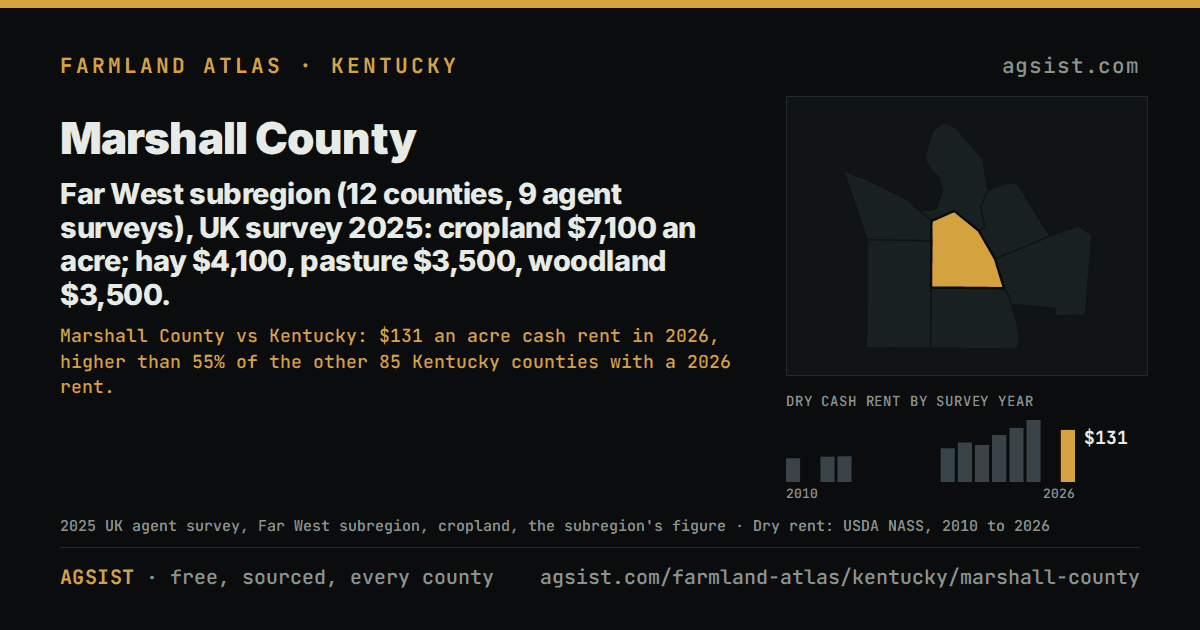 FARMLAND ATLAS · KENTUCKY
agsist.com
Marshall County
Far West subregion (12 counties, 9 agent
surveys), UK survey 2025: cropland $7,100 an
acre; hay $4,100, pasture $3,500, woodland
$3,500.
Marshall County vs Kentucky: $131 an acre cash rent in 2026,
higher than 55% of the other 85 Kentucky counties with a 2026
rent.
DRY CASH RENT BY SURVEY YEAR
$131
2010
2026
2025 UK agent survey, Far West subregion, cropland, the subregion's figure · Dry rent: USDA NASS, 2010 to 2026
AGSIST · free, sourced, every county
agsist.com/farmland-atlas/kentucky/marshall-county